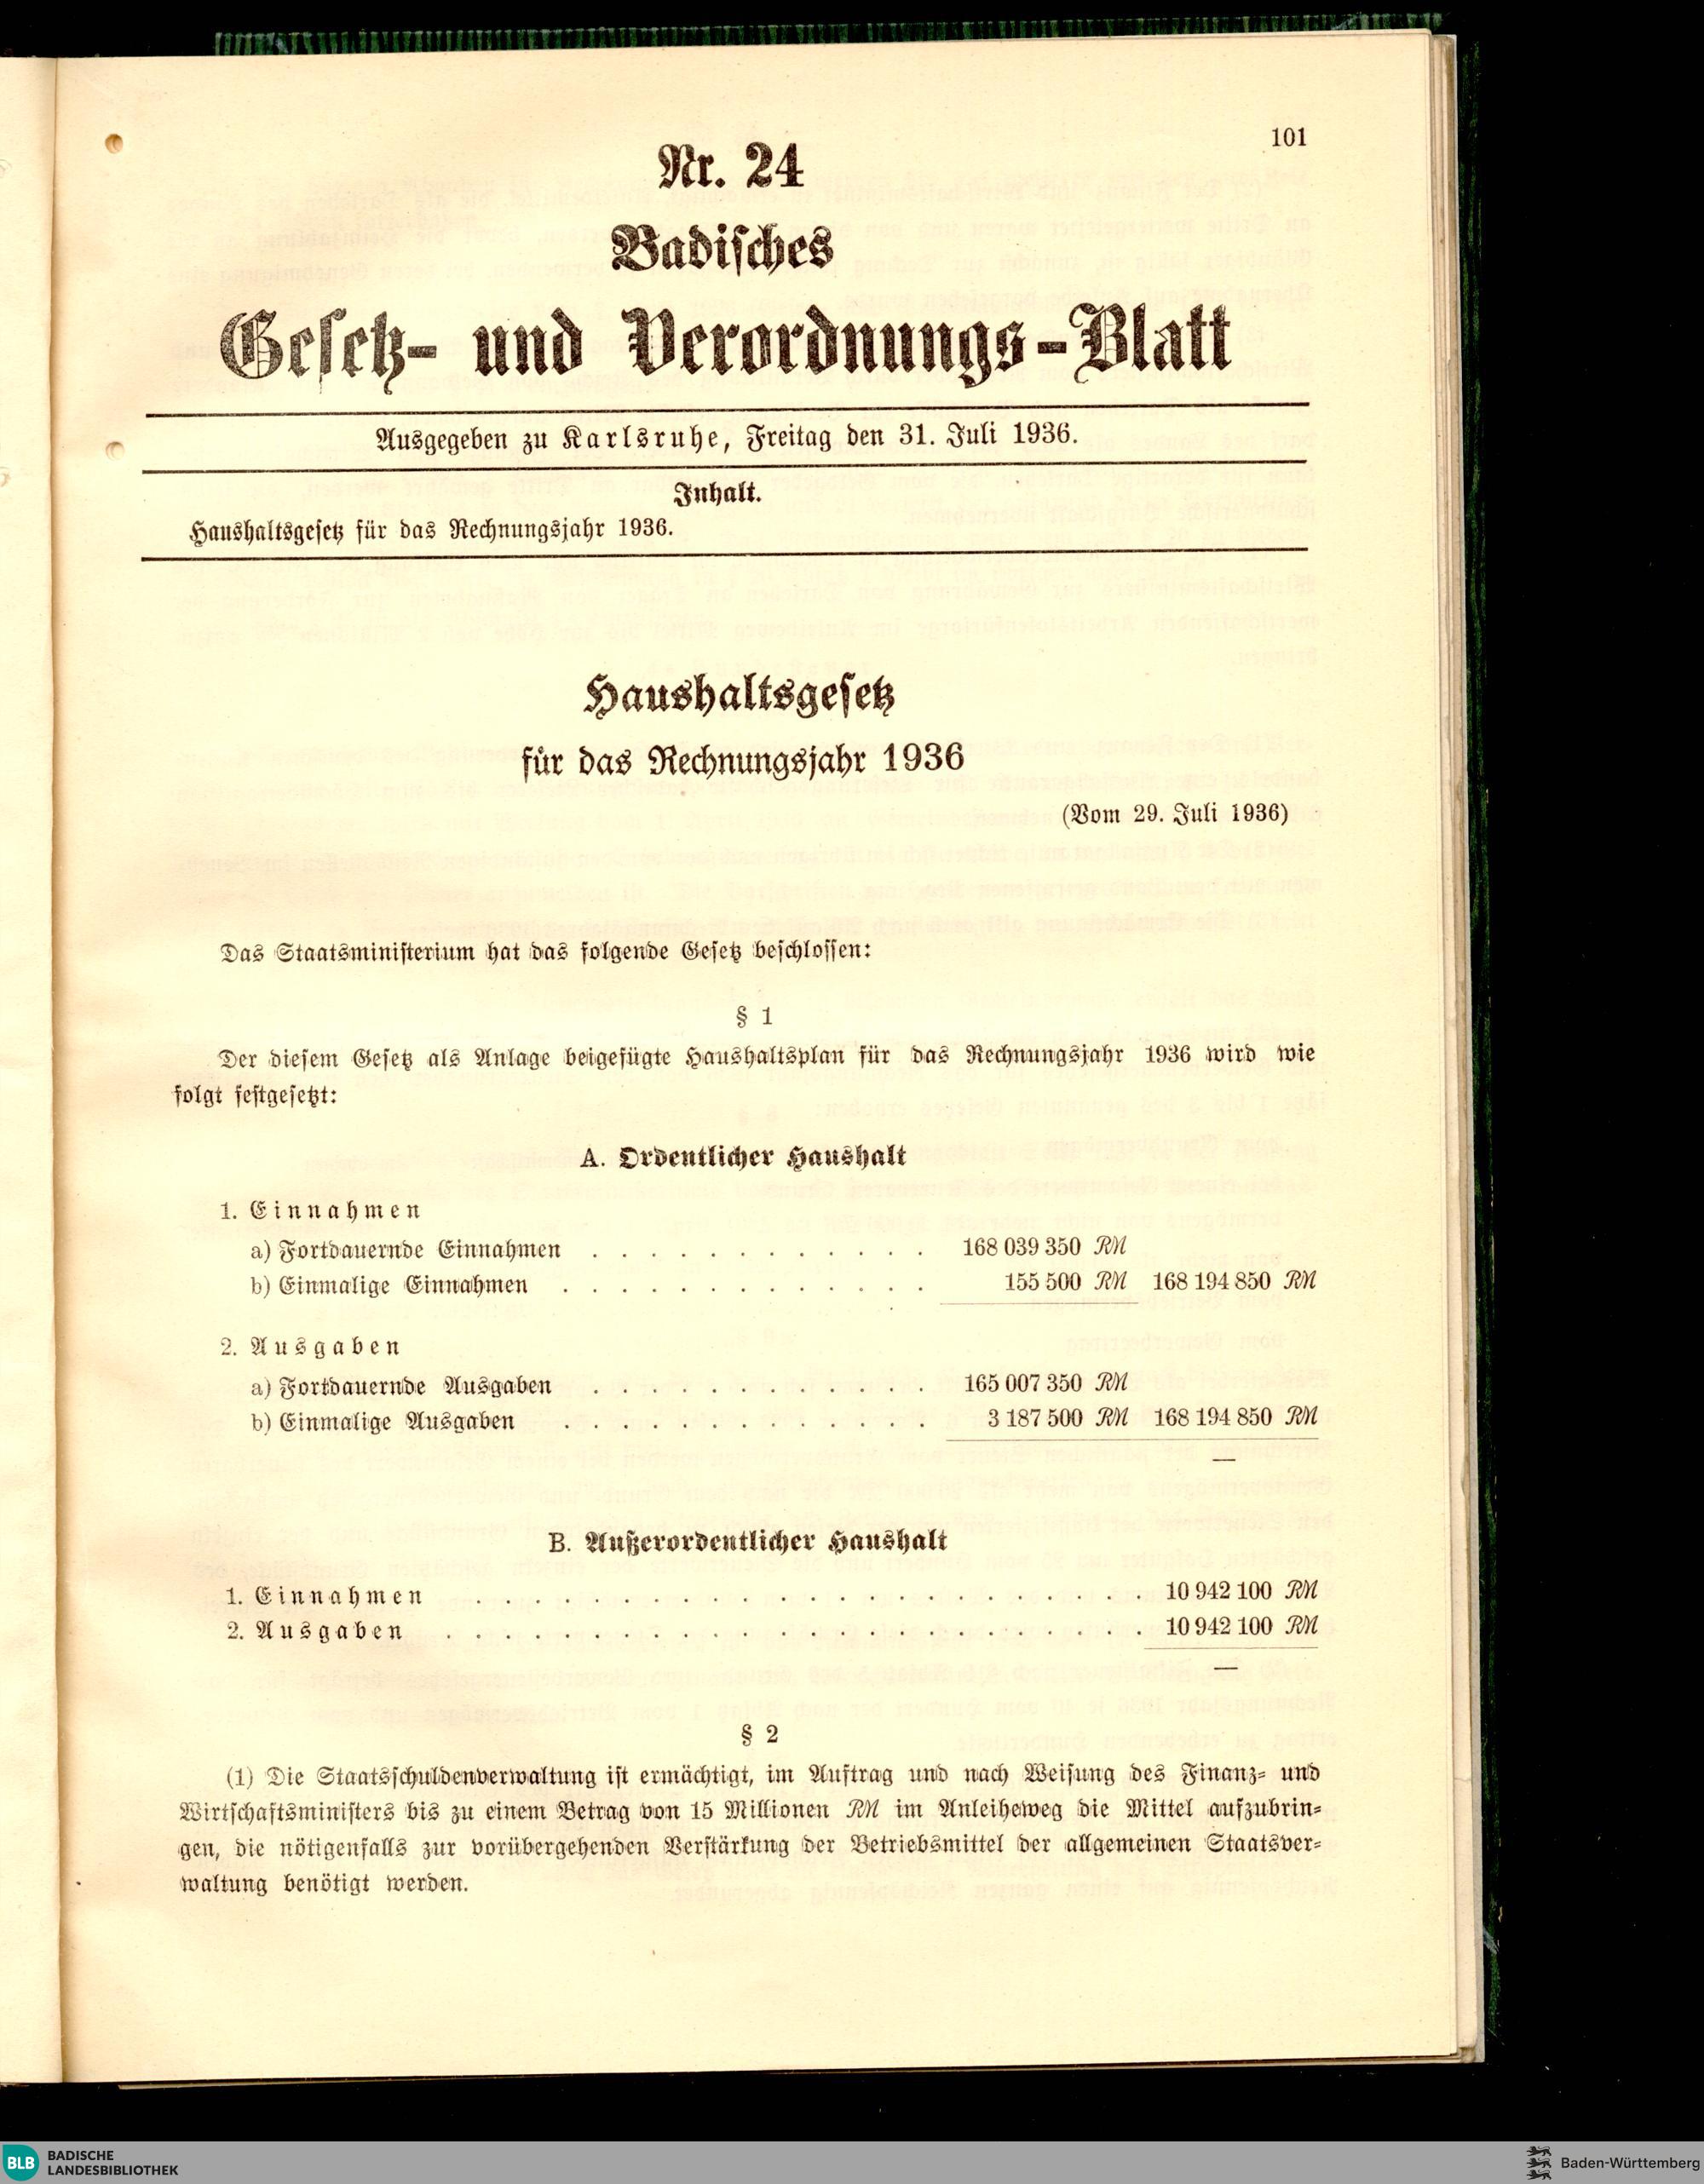 101
Nr. 24
Badisches
Gesetz- und Verordnungs-Blatt
Ausgegeben zu Karlsruhe, Freitag den 31. Juli 1936.
Inhalt.
Haushaltsgesetz für das Rechnungsjahr 1936.
Haushaltsgesetz
für das Rechnungsjahr 1936
(Vom 29. Juli 1936)
Das Staatsministerium hat das folgende Gesetz beschlossen:
§ 1
Der diesem Gesetz als Anlage beigefügte Haushaltsplan für das Rechnungsjahr 1936 wird wie
folgt festgesetzt:
A. Ordentlicher Haushalt
1. Einnahmen
a) Fortdauernde Einnahmen . . . . . . . . . . . . 168 039 350 RM
b) Einmalige Einnahmen . . . . . . . . . . . . . 155 500 RM 168 194 850 RM
2. Ausgaben
a) Fortdauernde Ausgaben . . . . . . . . . . . . 165 007 350 RM
b) Einmalige Ausgaben . . . . . . . . . . . . . 3 187 500 RM 168 194 850 RM
—
B. Außerordentlicher Haushalt
1. Einnahmen . . . . . . . . . . . . . . . . . . . . . . . 10 942 100 RM
2. Ausgaben . . . . . . . . . . . . . . . . . . . . . . . . 10 942 100 RM
—
§ 2
(1) Die Staatsschuldenverwaltung ist ermächtigt, im Auftrag und nach Weisung des Finanz- und
Wirtschaftsministers bis zu einem Betrag von 15 Millionen RM im Anleiheweg die Mittel aufzubrin-
gen, die nötigenfalls zur vorübergehenden Verstärkung der Betriebsmittel der allgemeinen Staatsver-
waltung benötigt werden.
BLB BADISCHE
LANDESBIBLIOTHEK
Baden-Württemberg